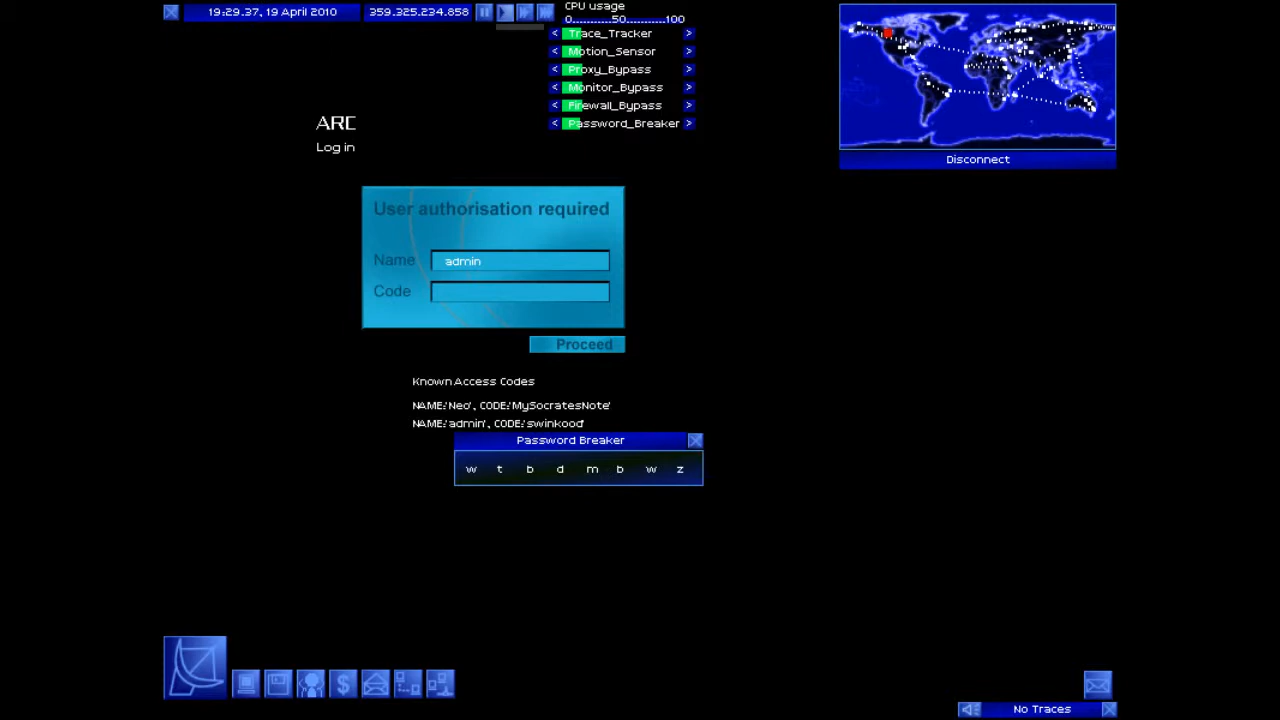 19:29.37, 19 April 2010
359.325.234.858
CPU usage
0............50............100
< Trace_Tracker >
< Motion_Sensor >
< Proxy_Bypass >
< Monitor_Bypass >
< Firewall_Bypass >
< Password_Breaker >
Disconnect
ARC
Log in
User authorisation required
Name admin
Code
Proceed
Known Access Codes
NAME:'Neo', CODE:'MySocratesNote'
NAME:'admin', CODE:'swinkood'
Password Breaker
w t b d m b w z
No Traces